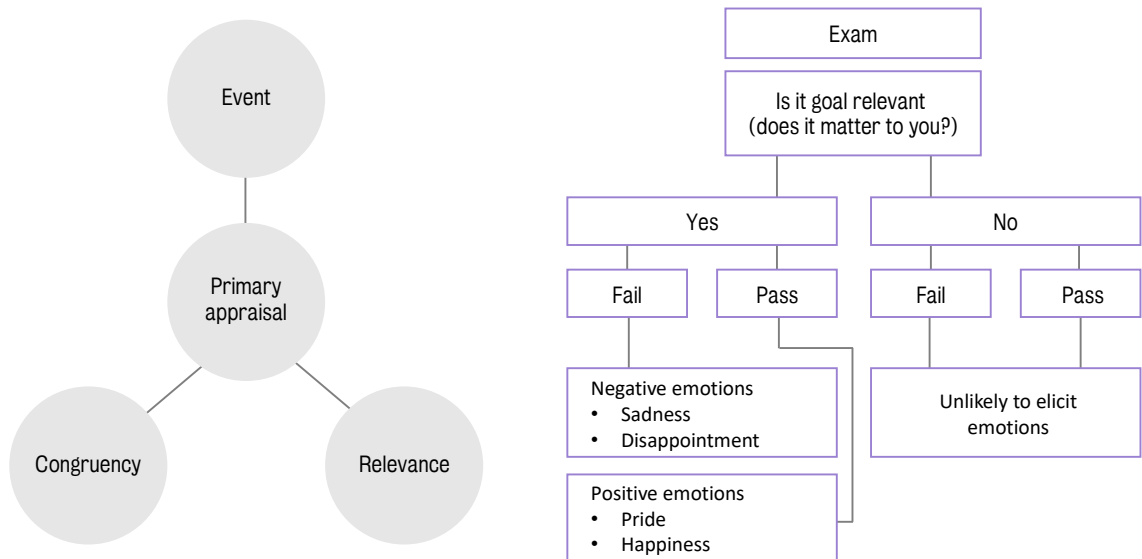 Event
Primary
appraisal
Congruency
Relevance
Exam
Is it goal relevant
(does it matter to you?)
Yes
No
Fail
Pass
Fail
Pass
Negative emotions
• Sadness
• Disappointment
Unlikely to elicit
emotions
Positive emotions
• Pride
• Happiness